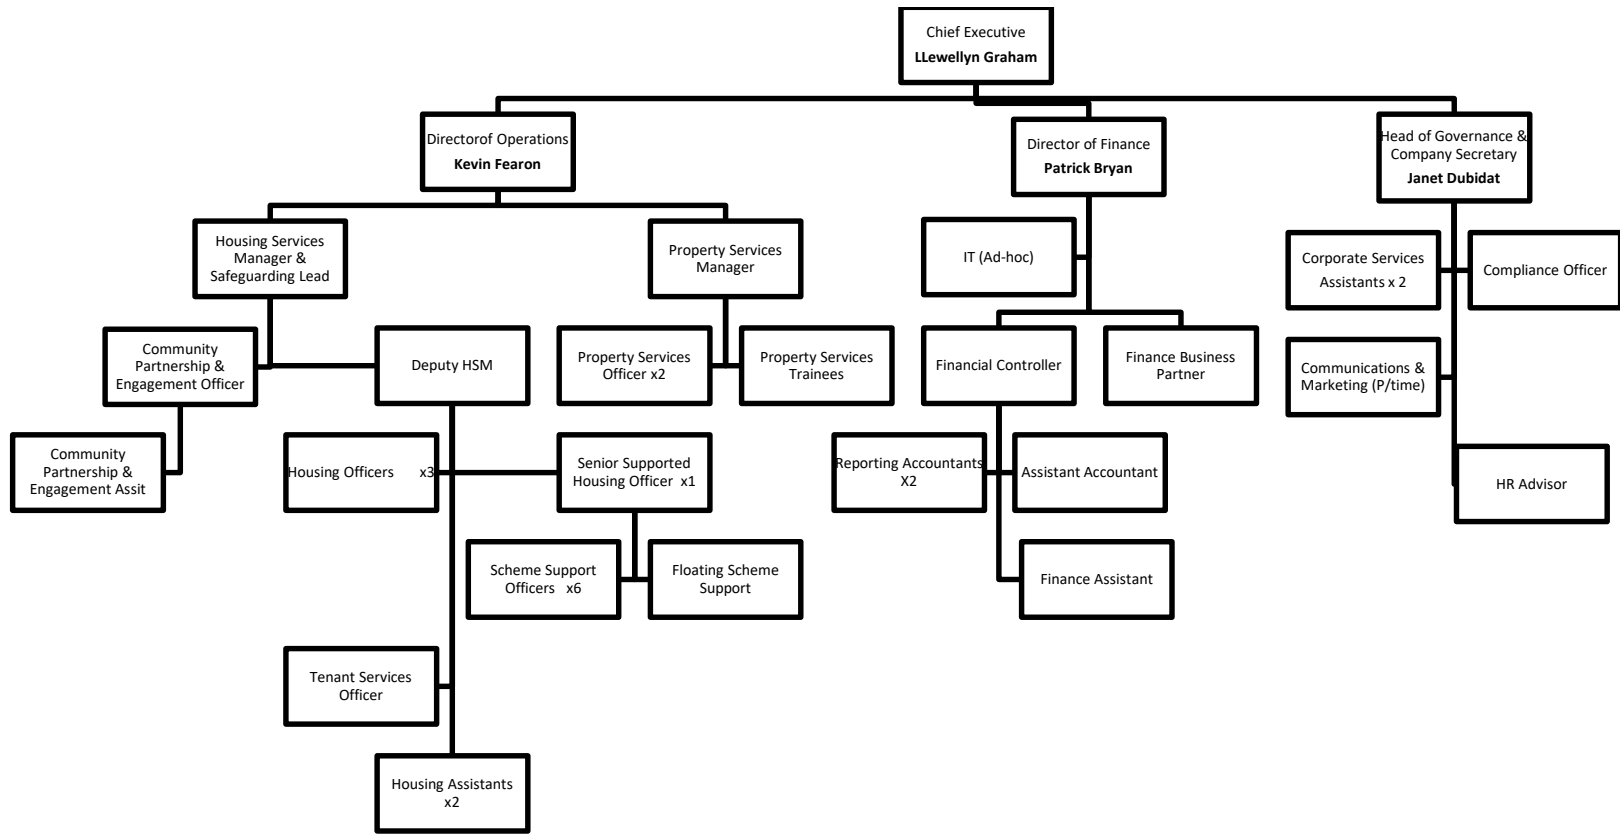 Chief Executive
LLewellyn Graham
Directorof Operations
Kevin Fearon
Director of Finance
Patrick Bryan
Head of Governance &
Company Secretary
Janet Dubidat
Housing Services
Manager &
Safeguarding Lead
Property Services
Manager
IT (Ad-hoc)
Corporate Services
Assistants x 2
Compliance Officer
Community
Partnership &
Engagement Officer
Deputy HSM
Property Services
Officer x2
Property Services
Trainees
Financial Controller
Finance Business
Partner
Communications &
Marketing (P/time)
Community
Partnership &
Engagement Assit
Housing Officers x3
Senior Supported
Housing Officer x1
Reporting Accountants
X2
Assistant Accountant
HR Advisor
Scheme Support
Officers x6
Floating Scheme
Support
Finance Assistant
Tenant Services
Officer
Housing Assistants
x2